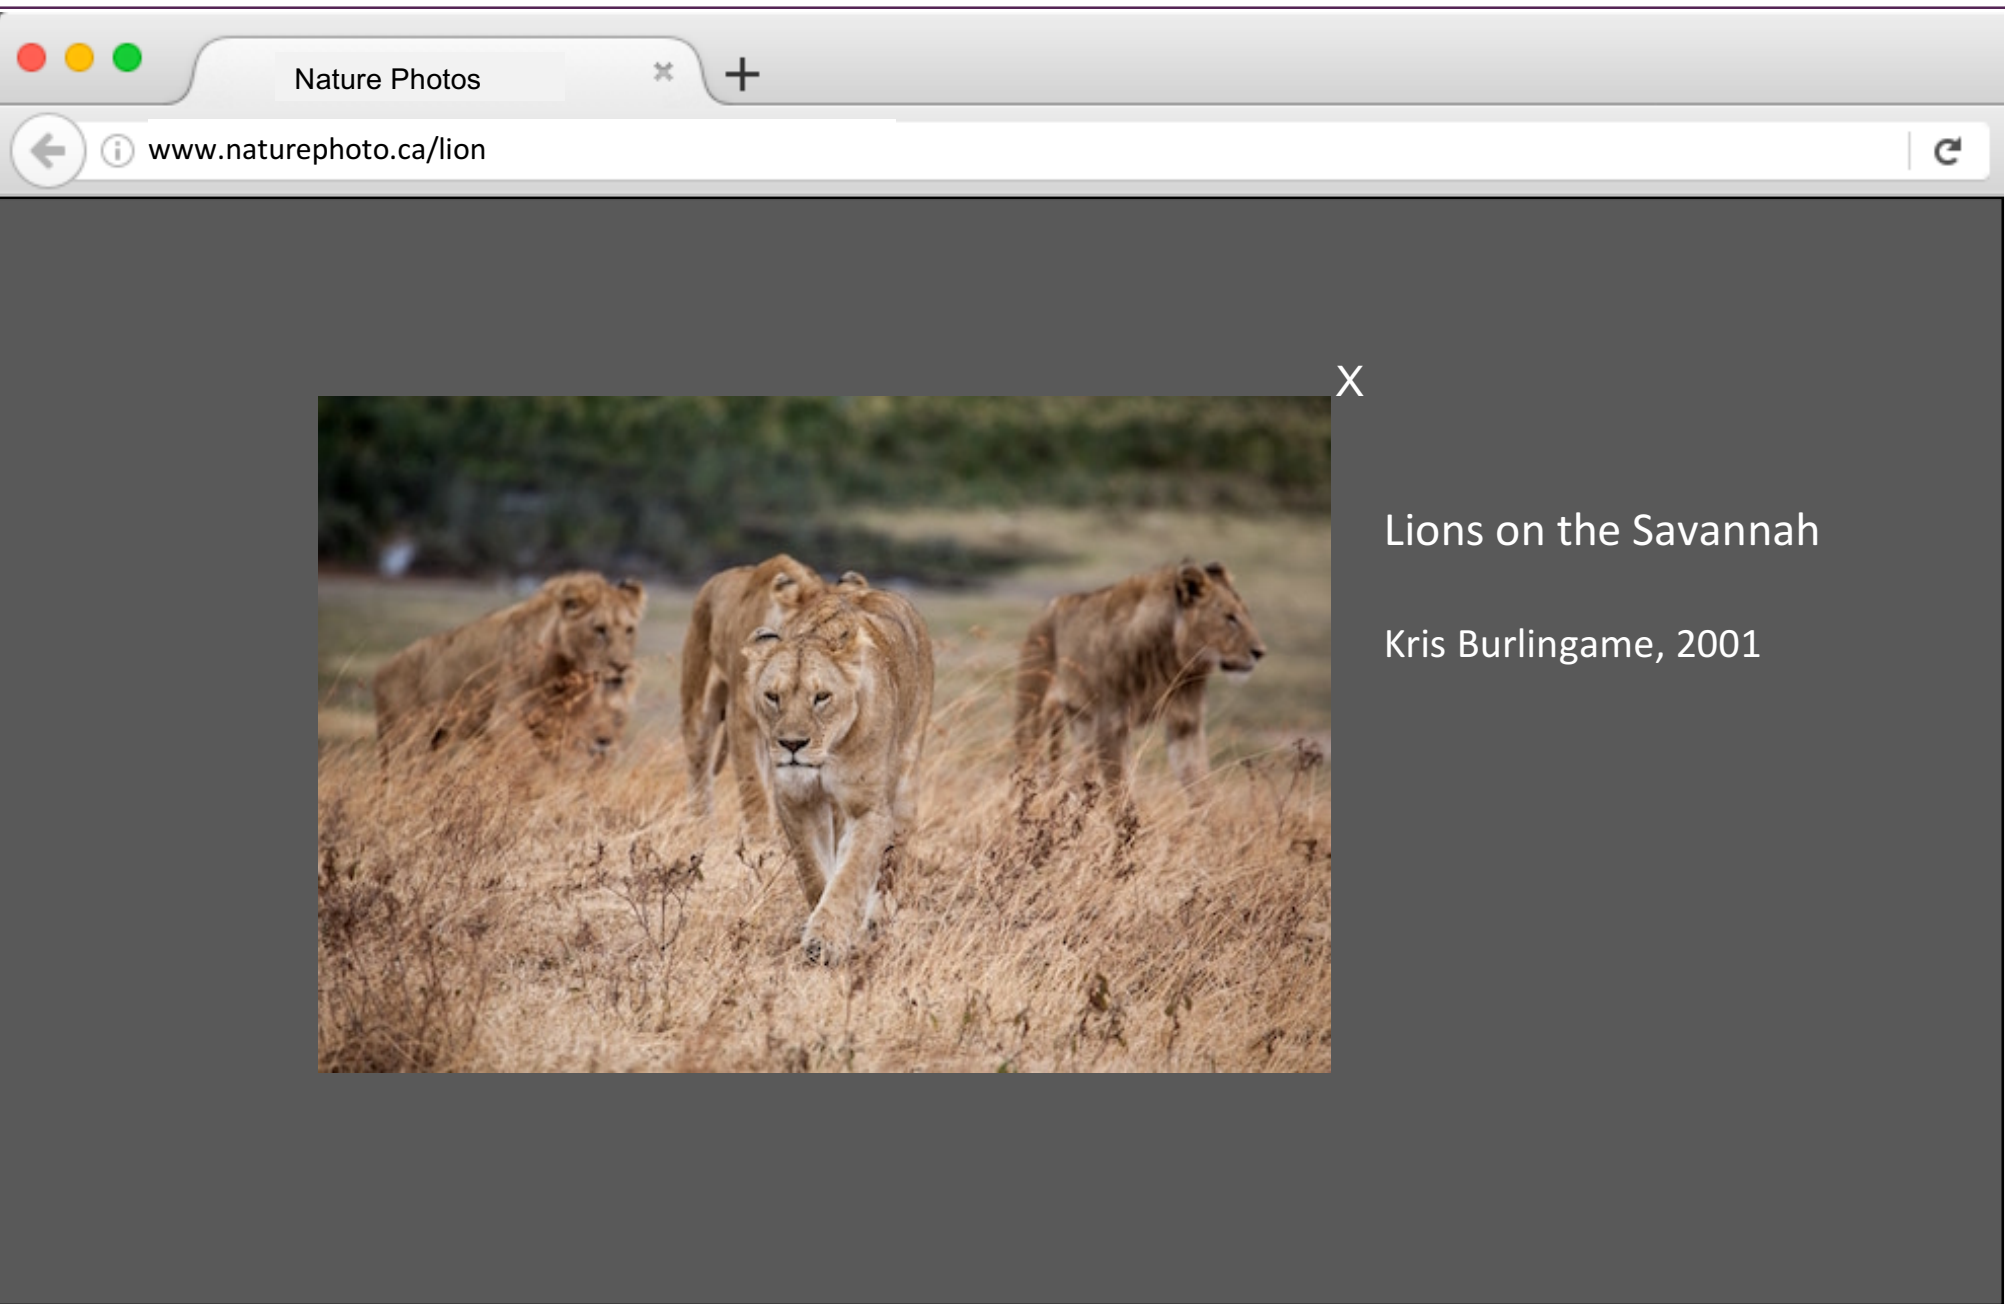 Nature Photos
www.naturephoto.ca/lion
X
Lions on the Savannah
Kris Burlingame, 2001